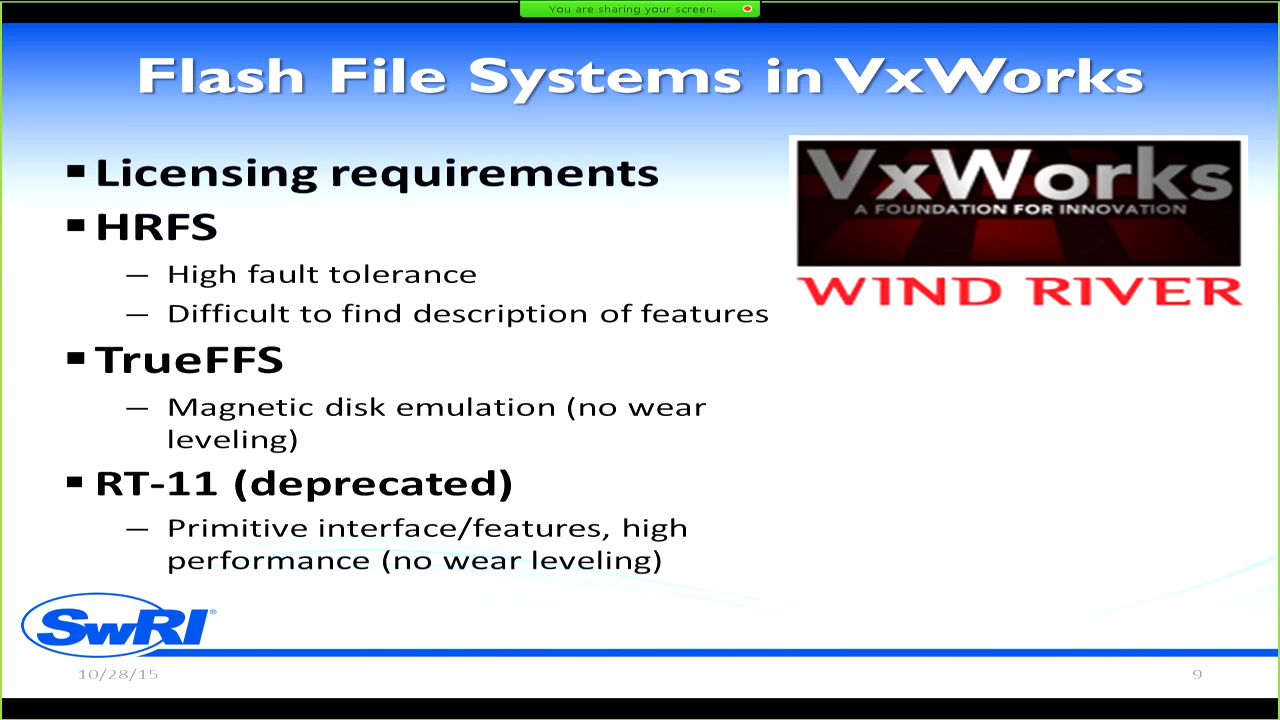 You are sharing your screen.
Flash File Systems in VxWorks
Licensing requirements
HRFS
— High fault tolerance
— Difficult to find description of features
TrueFFS
— Magnetic disk emulation (no wear
leveling)
RT-11 (deprecated)
— Primitive interface/features, high
performance (no wear leveling)
VxWorks
A FOUNDATION FOR INNOVATION
WIND RIVER
SwRI®
10/28/15
9